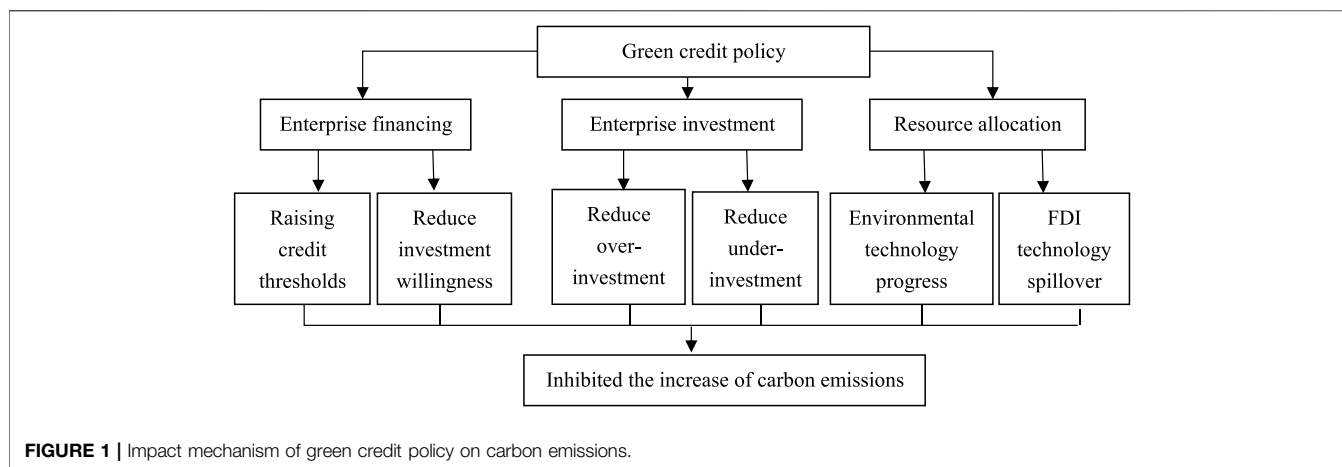 Green credit policy
Enterprise financing
Enterprise investment
Resource allocation
Raising
credit
thresholds
Reduce
investment
willingness
Reduce
over-
investment
Reduce
under-
investment
Environmental
technology
progress
FDI
technology
spillover
Inhibited the increase of carbon emissions
FIGURE 1 | Impact mechanism of green credit policy on carbon emissions.